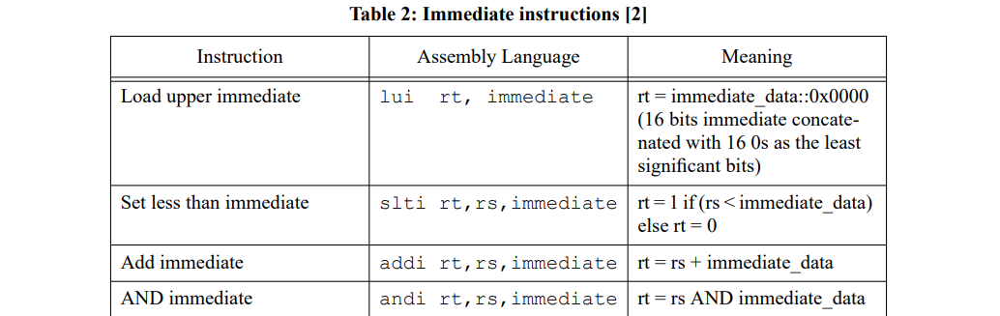 Table 2: Immediate instructions [2]
Instruction Assembly Language Meaning
Load upper immediate lui rt, immediate rt = immediate_data::0x0000
(16 bits immediate concate-
nated with 16 0s as the least
significant bits)
Set less than immediate slti rt,rs,immediate rt = 1 if (rs < immediate_data)
else rt = 0
Add immediate addi rt,rs,immediate rt = rs + immediate_data
AND immediate andi rt,rs,immediate rt = rs AND immediate_data